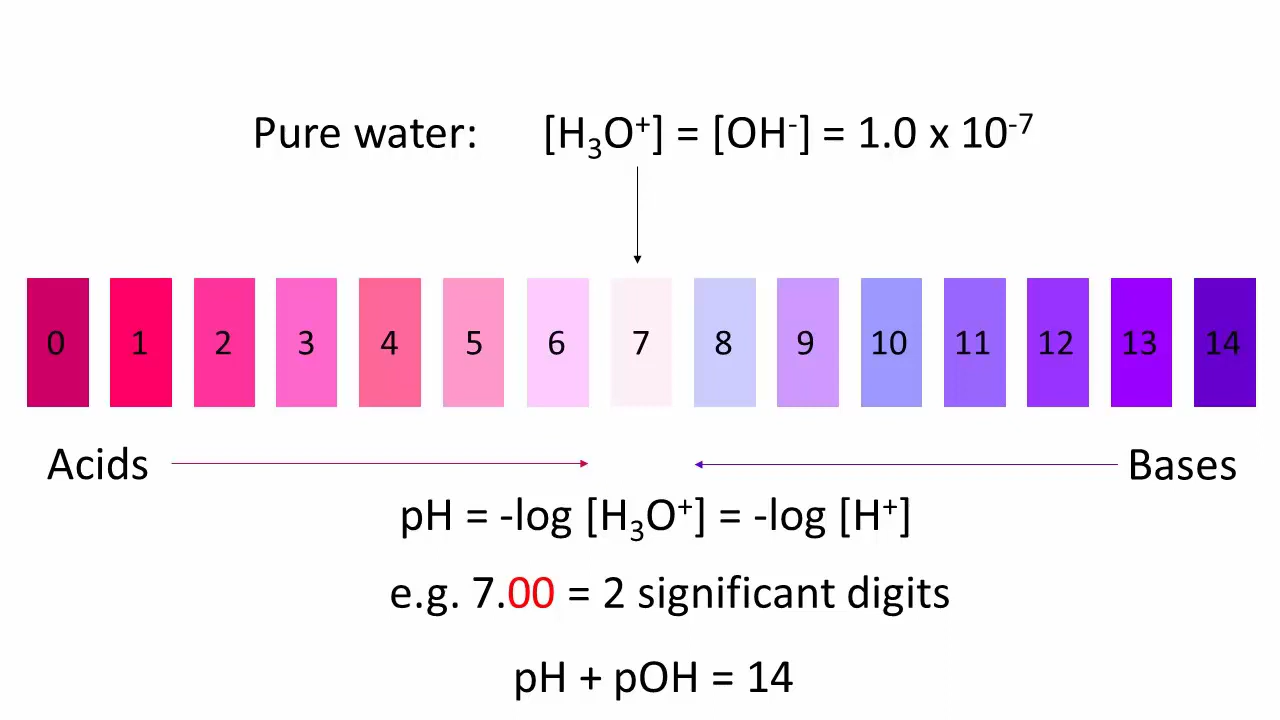 Pure water: [H₃O⁺] = [OH⁻] = 1.0 x 10⁻⁷
0 1 2 3 4 5 6 7 8 9 10 11 12 13 14
Acids Bases
pH = -log [H₃O⁺] = -log [H⁺]
e.g. 7.00 = 2 significant digits
pH + pOH = 14